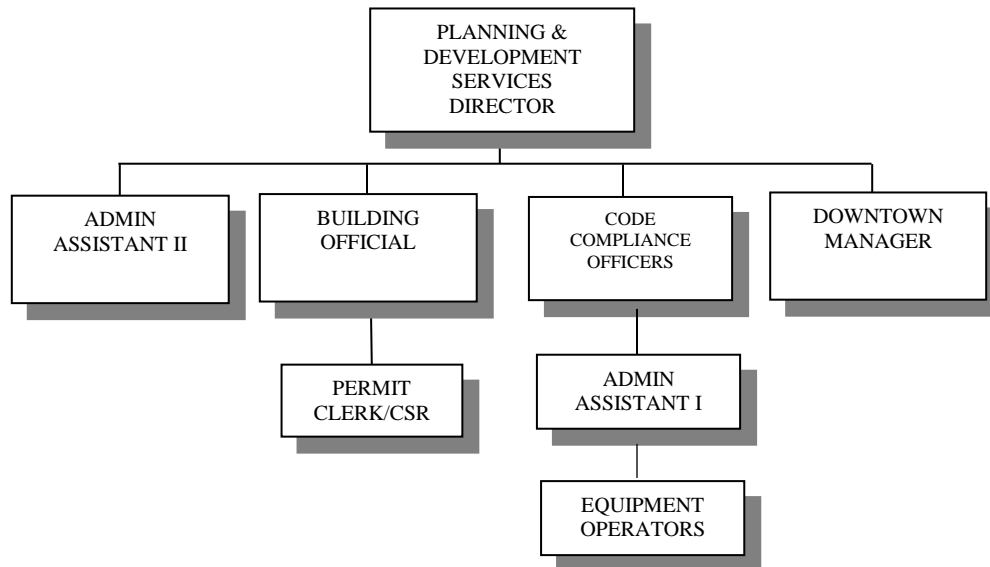 PLANNING &
DEVELOPMENT
SERVICES
DIRECTOR
ADMIN
ASSISTANT II
BUILDING
OFFICIAL
CODE
COMPLIANCE
OFFICERS
DOWNTOWN
MANAGER
PERMIT
CLERK/CSR
ADMIN
ASSISTANT I
EQUIPMENT
OPERATORS